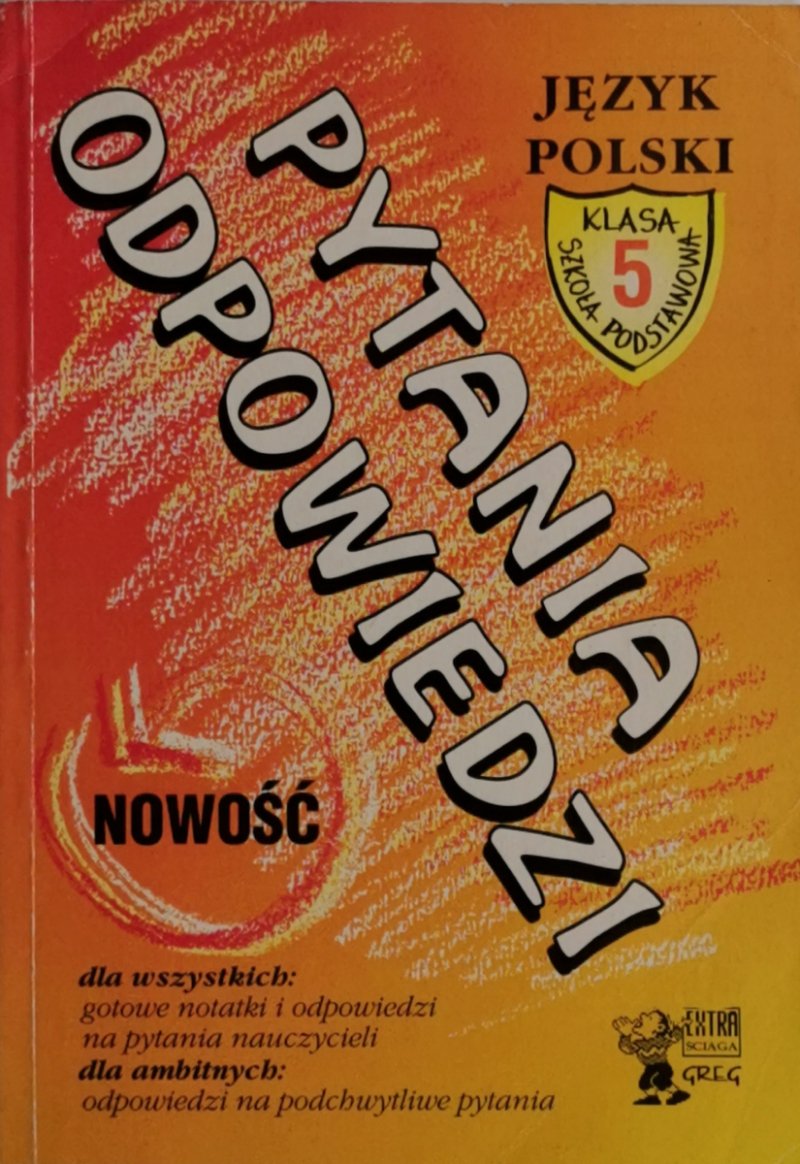 JĘZYK
POLSKI
KLASA
5
SZKOŁA PODSTAWOWA
PYTANIA
ODPOWIEDZI
NOWOŚĆ
dla wszystkich:
gotowe notatki i odpowiedzi
na pytania nauczycieli
dla ambitnych:
odpowiedzi na podchwytliwe pytania
EXTRA
ŚCIĄGA
GREG